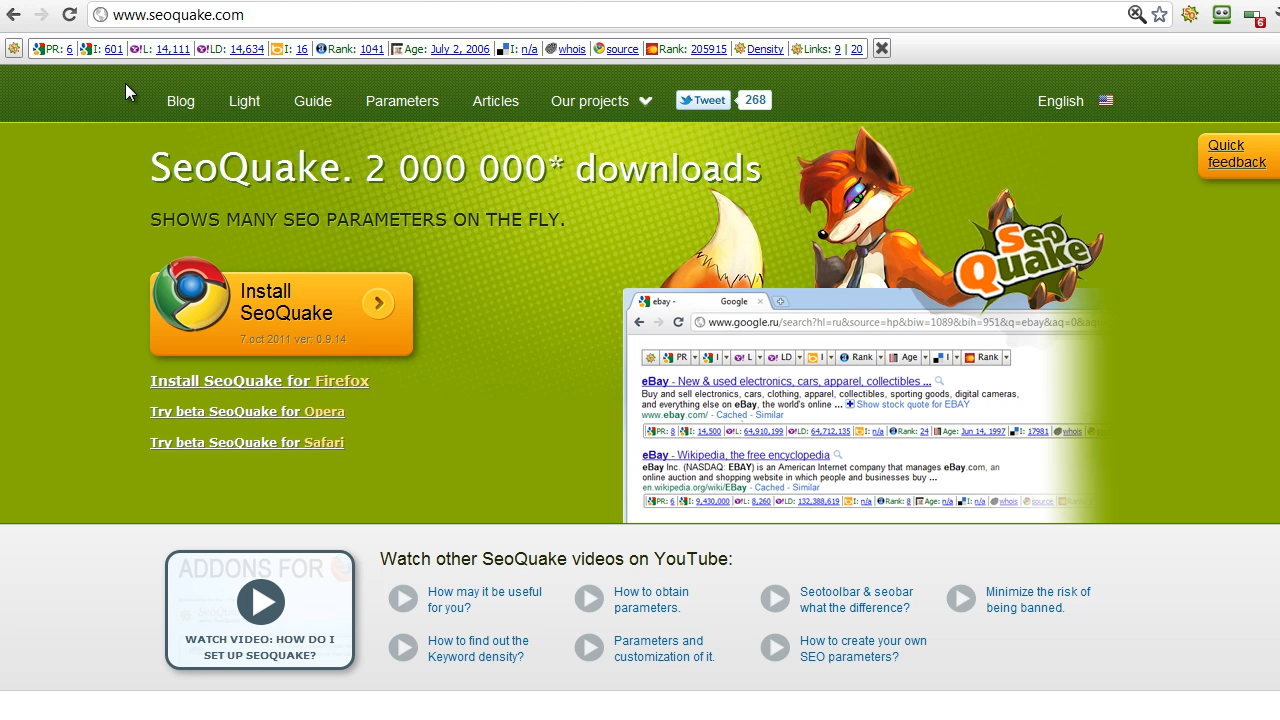 www.seoquake.com
6
PR: 6 I: 601 L: 14,111 LD: 14,634 I: 16 Rank: 1041 Age: July 2, 2006 I: n/a whois source Rank: 205915 Density Links: 9 | 20
Blog Light Guide Parameters Articles Our projects Tweet 268 English
Quick
feedback
SeoQuake. 2 000 000* downloads
SHOWS MANY SEO PARAMETERS ON THE FLY.
Seo
Quake
Install
SeoQuake
7 oct 2011 ver: 0.9.14
Install SeoQuake for Firefox
Try beta SeoQuake for Opera
Try beta SeoQuake for Safari
ebay - Google
www.google.ru/search?hl=ru&source=hp&biw=1089&bih=951&q=ebay&aq=0&aq
PR I L LD I Rank Age I Rank
eBay - New & used electronics, cars, apparel, collectibles ...
Buy and sell electronics, cars, clothing, apparel, collectibles, sporting goods, digital cameras,
and everything else on eBay, the world's online ... Show stock quote for EBAY
www.ebay.com/ - Cached - Similar
PR: 8 I: 14,500 L: 64,910,199 LD: 64,712,135 I: n/a Rank: 24 Age: Jun 14, 1997 I: 17981 whois
eBay - Wikipedia, the free encyclopedia
eBay Inc. (NASDAQ: EBAY) is an American Internet company that manages eBay.com, an
online auction and shopping website in which people and businesses buy ...
en.wikipedia.org/wiki/EBay - Cached - Similar
PR: 6 I: 9,430,000 L: 8,260 LD: 132,388,619 I: n/a Rank: 8 Age: n/a I: n/a whois source
ADDONS FOR
WATCH VIDEO: HOW DO I
SET UP SEOQUAKE?
Watch other SeoQuake videos on YouTube:
How may it be useful
for you?
How to obtain
parameters.
Seotoolbar & seobar
what the difference?
Minimize the risk of
being banned.
How to find out the
Keyword density?
Parameters and
customization of it.
How to create your own
SEO parameters?